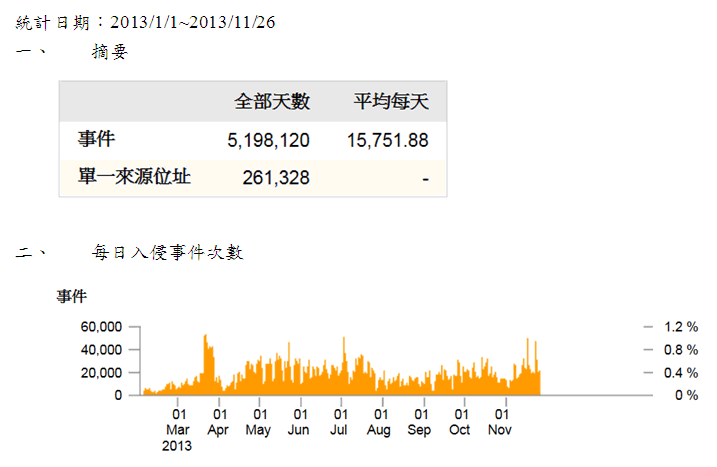 統計日期：2013/1/1~2013/11/26
一、 摘要
全部天數 平均每天
事件 5,198,120 15,751.88
單一來源位址 261,328 -
二、 每日入侵事件次數
事件
60,000 1.2 %
40,000 0.8 %
20,000 0.4 %
0 0 %
01 01 01 01 01 01 01 01 01
Mar Apr May Jun Jul Aug Sep Oct Nov
2013